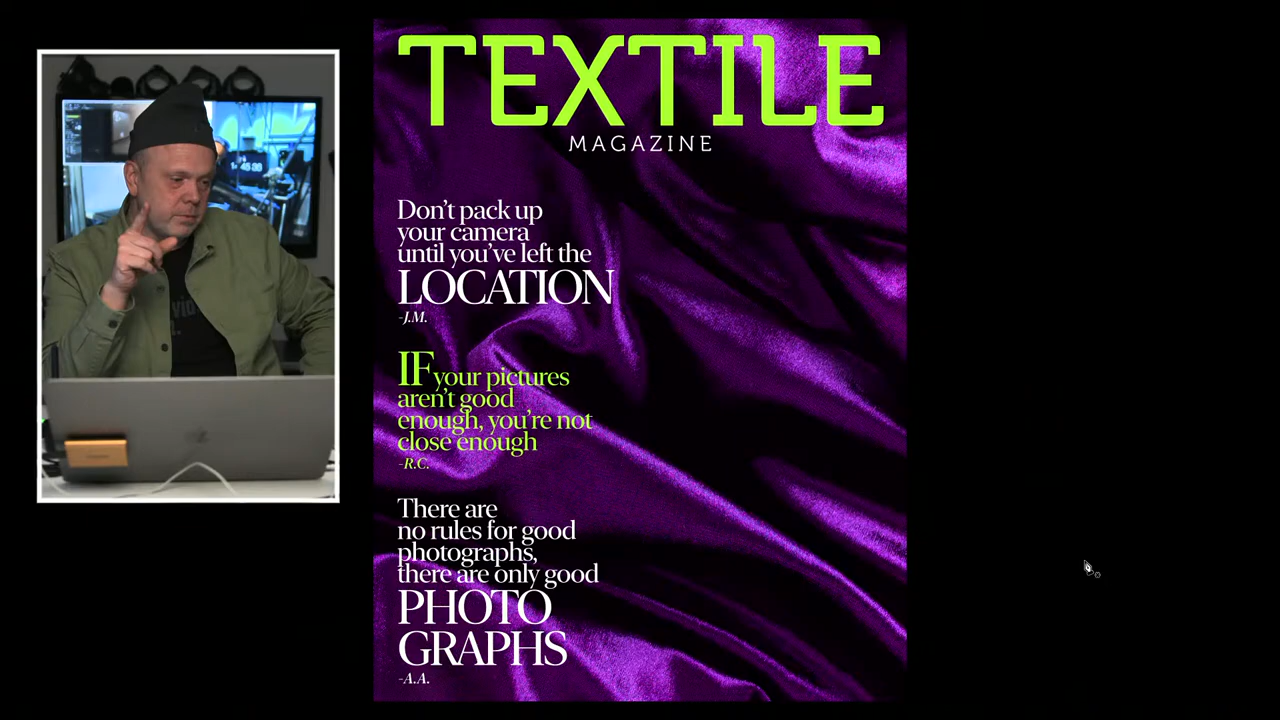 TEXTILE
MAGAZINE
Don't pack up
your camera
until you've left the
LOCATION
-J.M.
IF your pictures
aren't good
enough, you're not
close enough
-R.C.
There are
no rules for good
photographs,
there are only good
PHOTO
GRAPHS
-A.A.